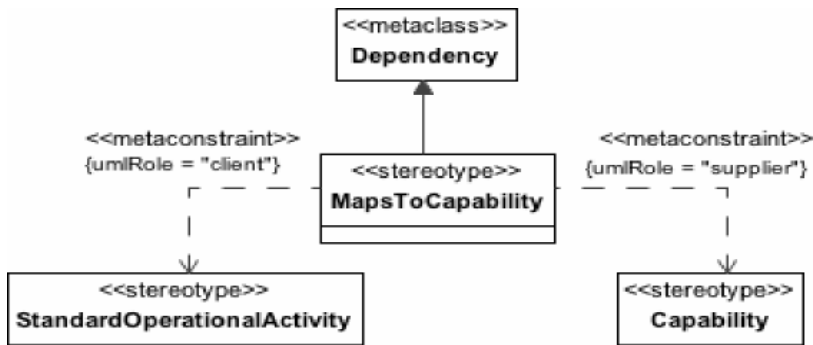 <<metaclass>>
Dependency
<<metaconstraint>>
{umlRole = "client"}
<<metaconstraint>>
{umlRole = "supplier"}
<<stereotype>>
MapsToCapability
<<stereotype>>
StandardOperationalActivity
<<stereotype>>
Capability